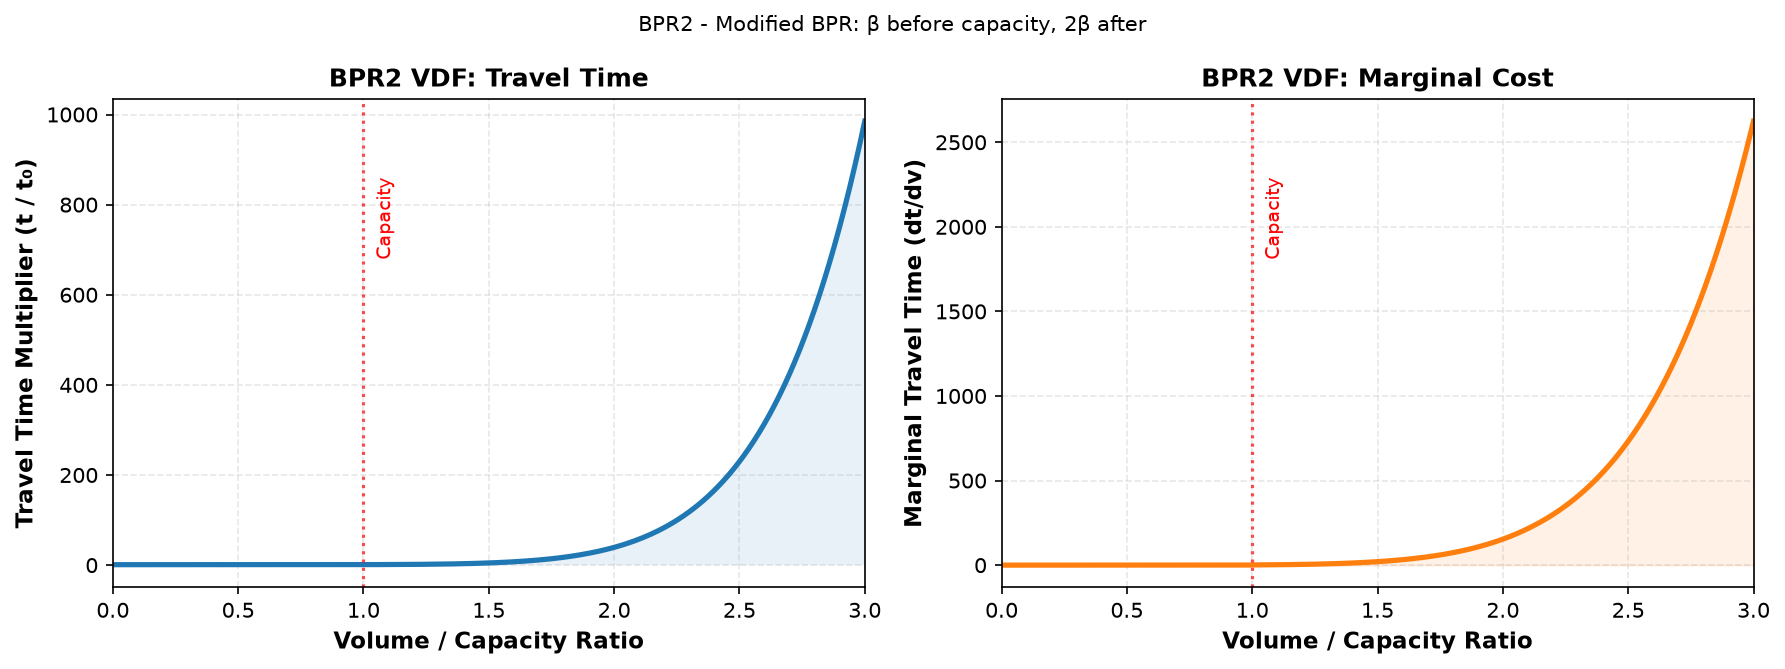 BPR2 - Modified BPR: β before capacity, 2β after
BPR2 VDF: Travel Time
Travel Time Multiplier (t / t₀)
1000
800
600
400
200
0
Capacity
0.0 0.5 1.0 1.5 2.0 2.5 3.0
Volume / Capacity Ratio
BPR2 VDF: Marginal Cost
Marginal Travel Time (dt/dv)
2500
2000
1500
1000
500
0
Capacity
0.0 0.5 1.0 1.5 2.0 2.5 3.0
Volume / Capacity Ratio